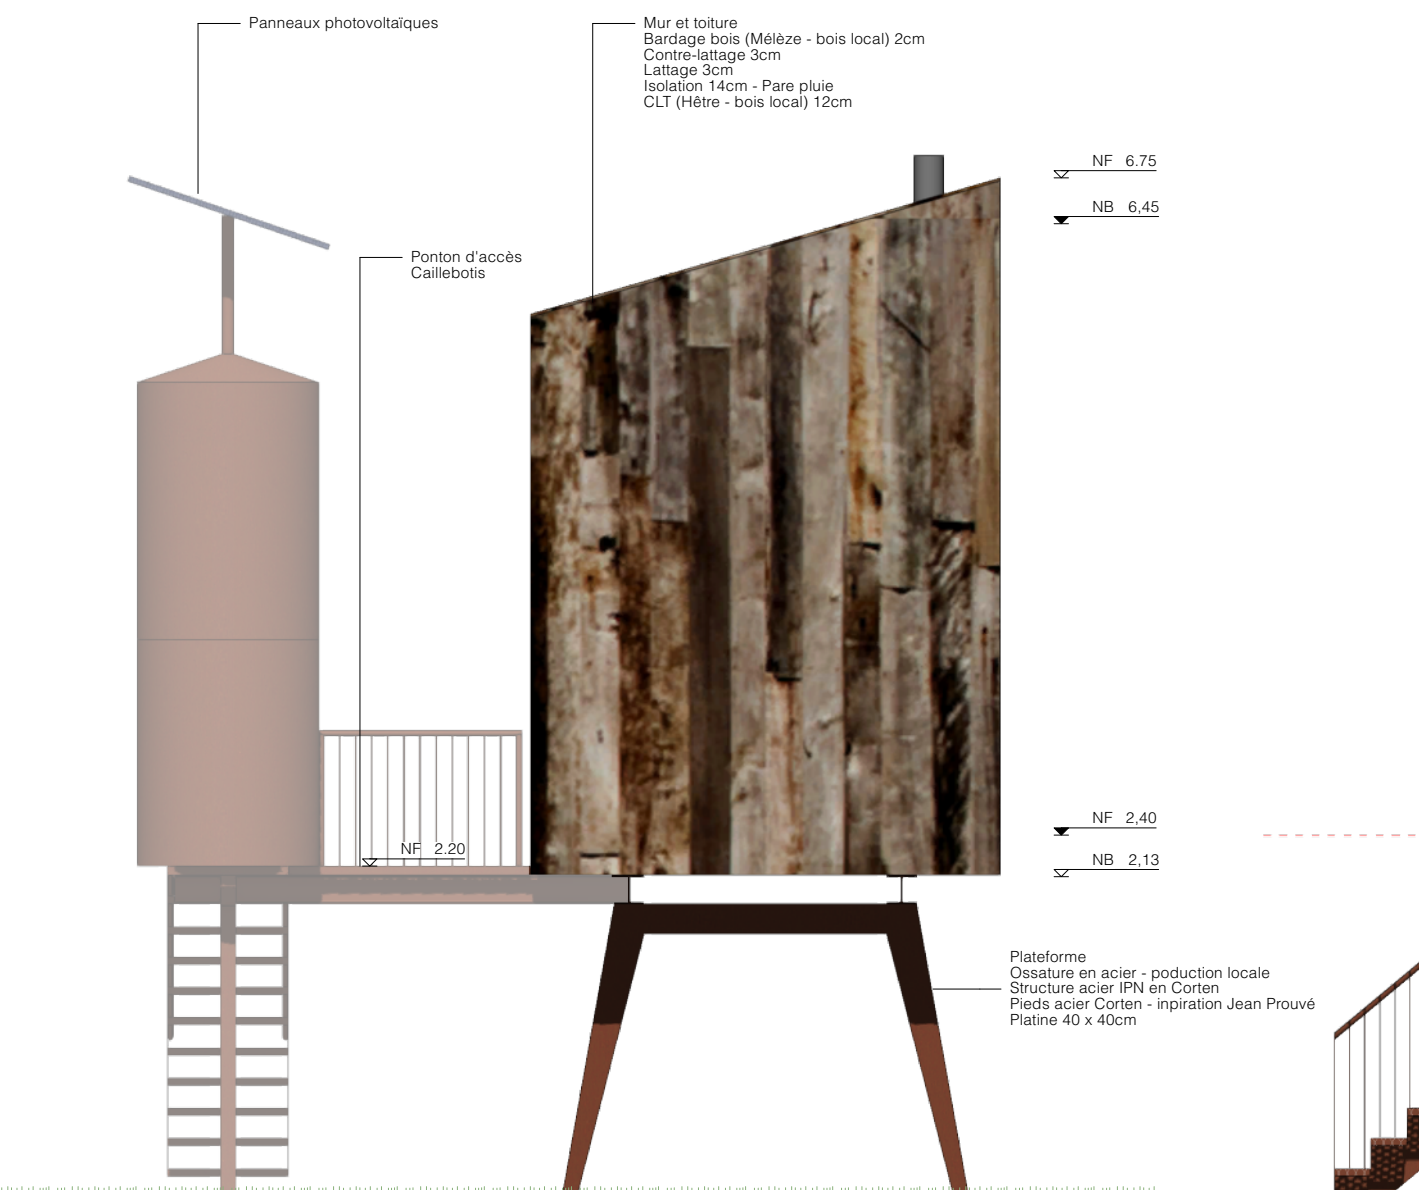 Panneaux photovoltaïques
Mur et toiture
Bardage bois (Mélèze - bois local) 2cm
Contre-lattage 3cm
Lattage 3cm
Isolation 14cm - Pare pluie
CLT (Hêtre - bois local) 12cm
NF 6.75
NB 6,45
Ponton d'accès
Caillebotis
NF 2,40
NF 2.20
NB 2,13
Plateforme
Ossature en acier - poduction locale
Structure acier IPN en Corten
Pieds acier Corten - inpiration Jean Prouvé
Platine 40 x 40cm